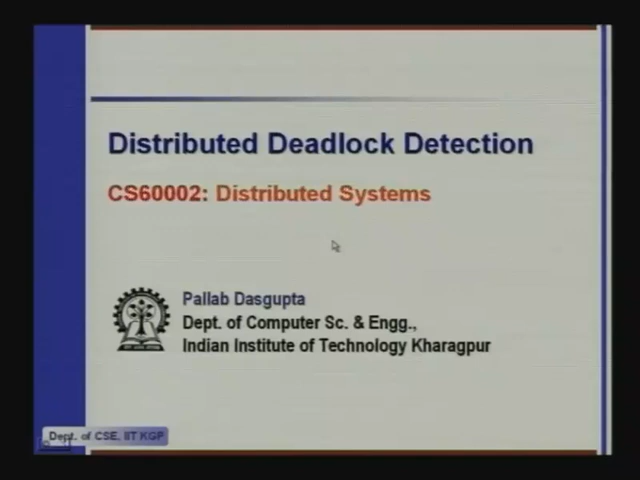 Distributed Deadlock Detection
CS60002: Distributed Systems
Pallab Dasgupta
Dept. of Computer Sc. & Engg.,
Indian Institute of Technology Kharagpur
Dept. of CSE, IIT KGP